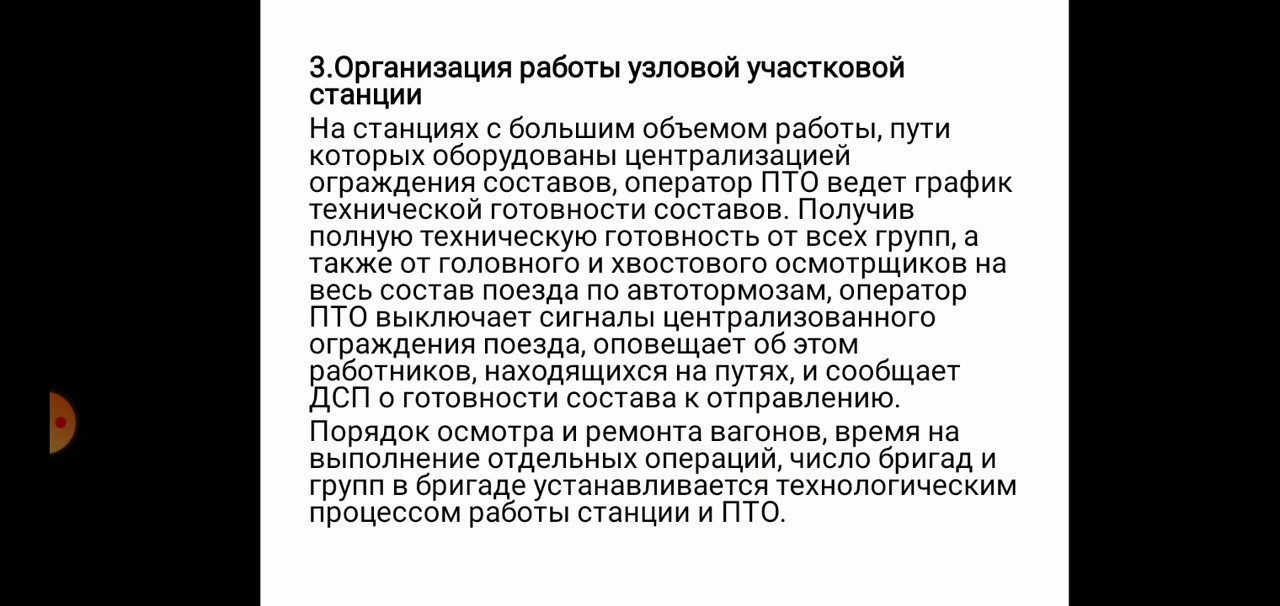 3.Организация работы узловой участковой
станции
На станциях с большим объемом работы, пути
которых оборудованы централизацией
ограждения составов, оператор ПТО ведет график
технической готовности составов. Получив
полную техническую готовность от всех групп, а
также от головного и хвостового осмотрщиков на
весь состав поезда по автотормозам, оператор
ПТО выключает сигналы централизованного
ограждения поезда, оповещает об этом
работников, находящихся на путях, и сообщает
ДСП о готовности состава к отправлению.
Порядок осмотра и ремонта вагонов, время на
выполнение отдельных операций, число бригад и
групп в бригаде устанавливается технологическим
процессом работы станции и ПТО.